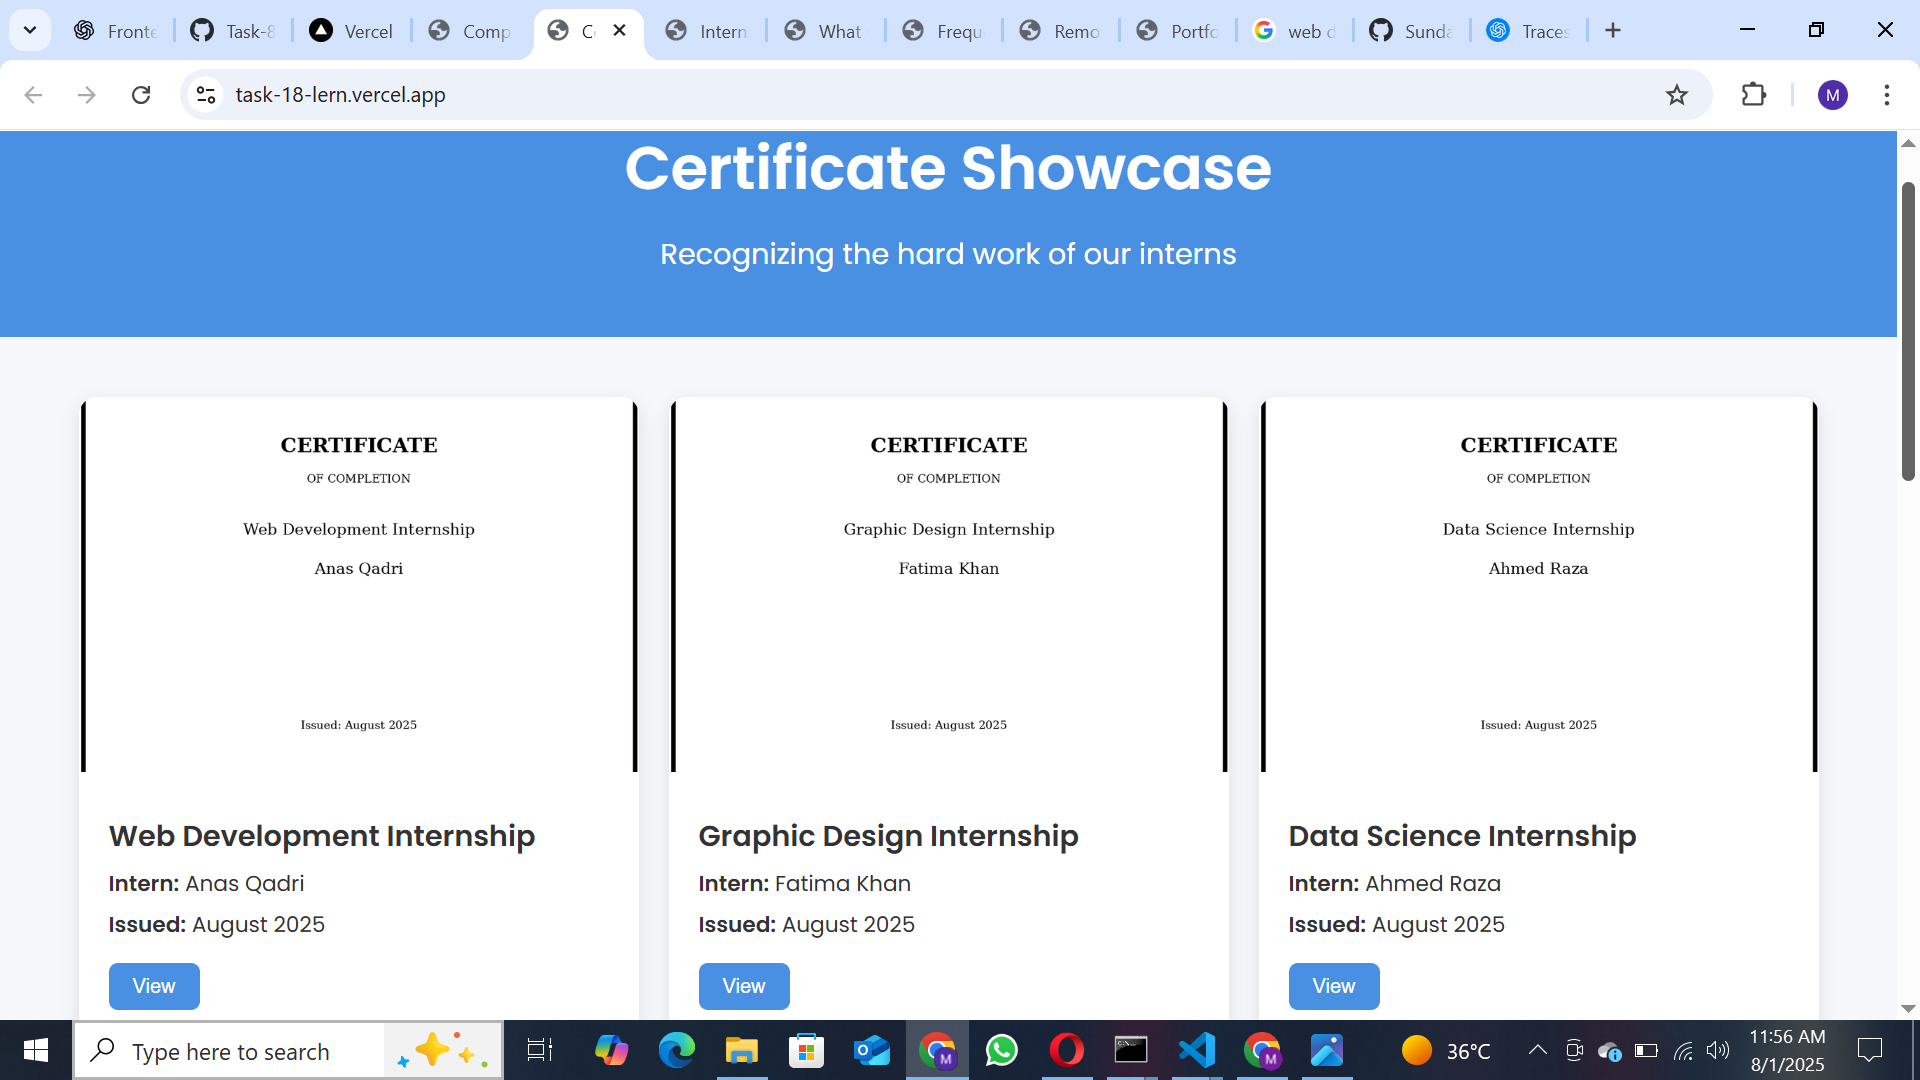 Fronte
Task-8
Vercel
Comp
C
Intern
What
Frequ
Remo
Portfo
web d
Sunda
Traces
task-18-lern.vercel.app
M
Certificate Showcase
Recognizing the hard work of our interns
CERTIFICATE
OF COMPLETION
Web Development Internship
Anas Qadri
Issued: August 2025
Web Development Internship
Intern: Anas Qadri
Issued: August 2025
View
CERTIFICATE
OF COMPLETION
Graphic Design Internship
Fatima Khan
Issued: August 2025
Graphic Design Internship
Intern: Fatima Khan
Issued: August 2025
View
CERTIFICATE
OF COMPLETION
Data Science Internship
Ahmed Raza
Issued: August 2025
Data Science Internship
Intern: Ahmed Raza
Issued: August 2025
View
Type here to search
36°C
11:56 AM
8/1/2025